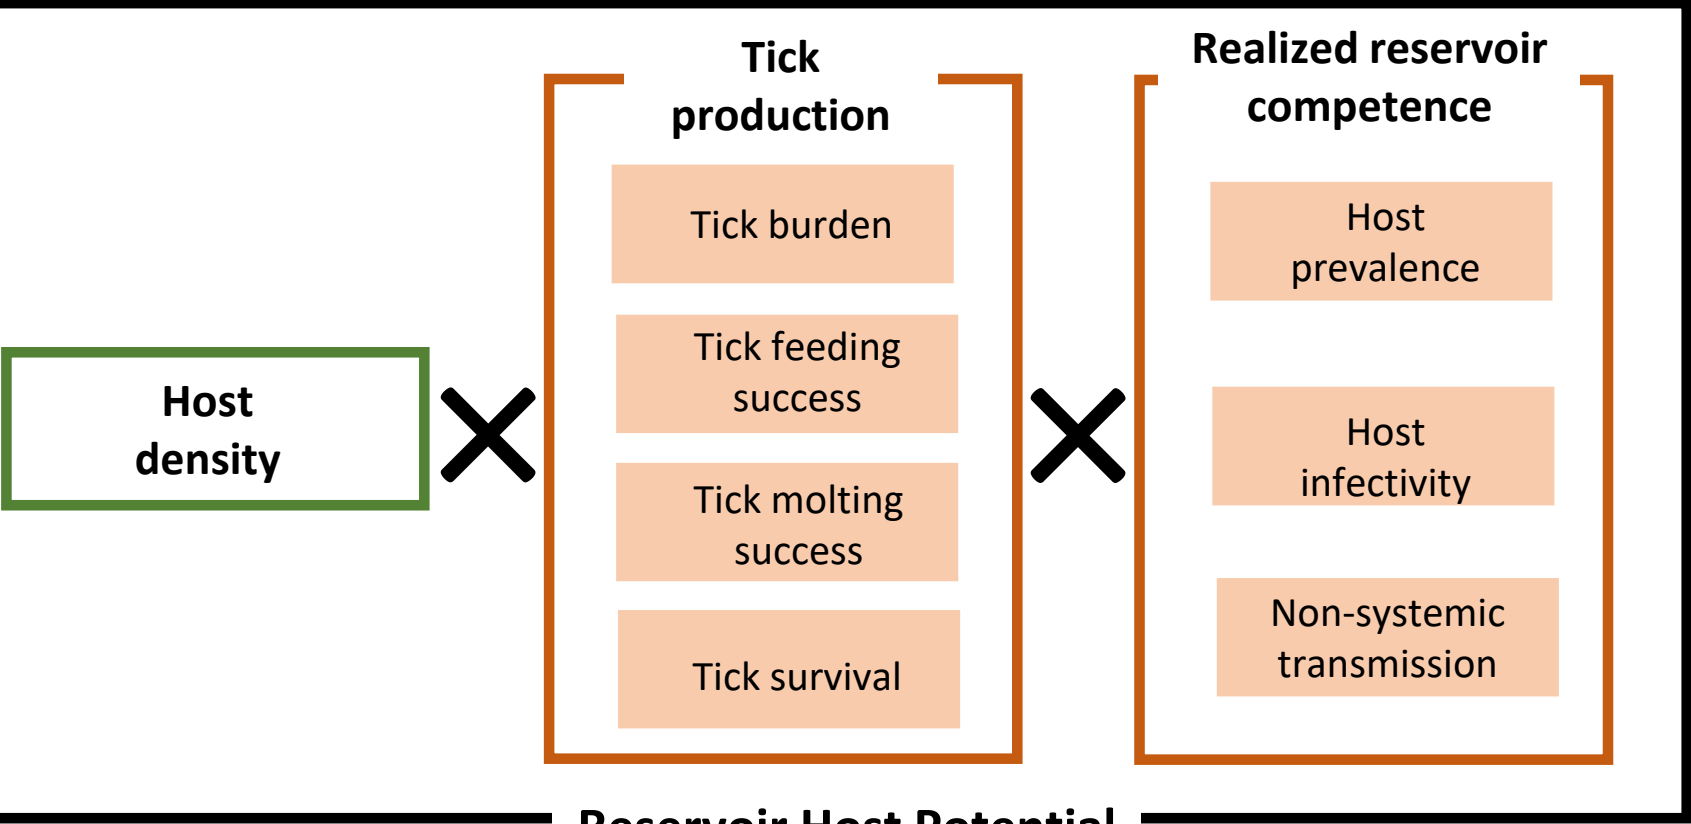 Host
density
Tick
production
Tick burden
Tick feeding
success
Tick molting
success
Tick survival
Realized reservoir
competence
Host
prevalence
Host
infectivity
Non-systemic
transmission
Reservoir Host Potential